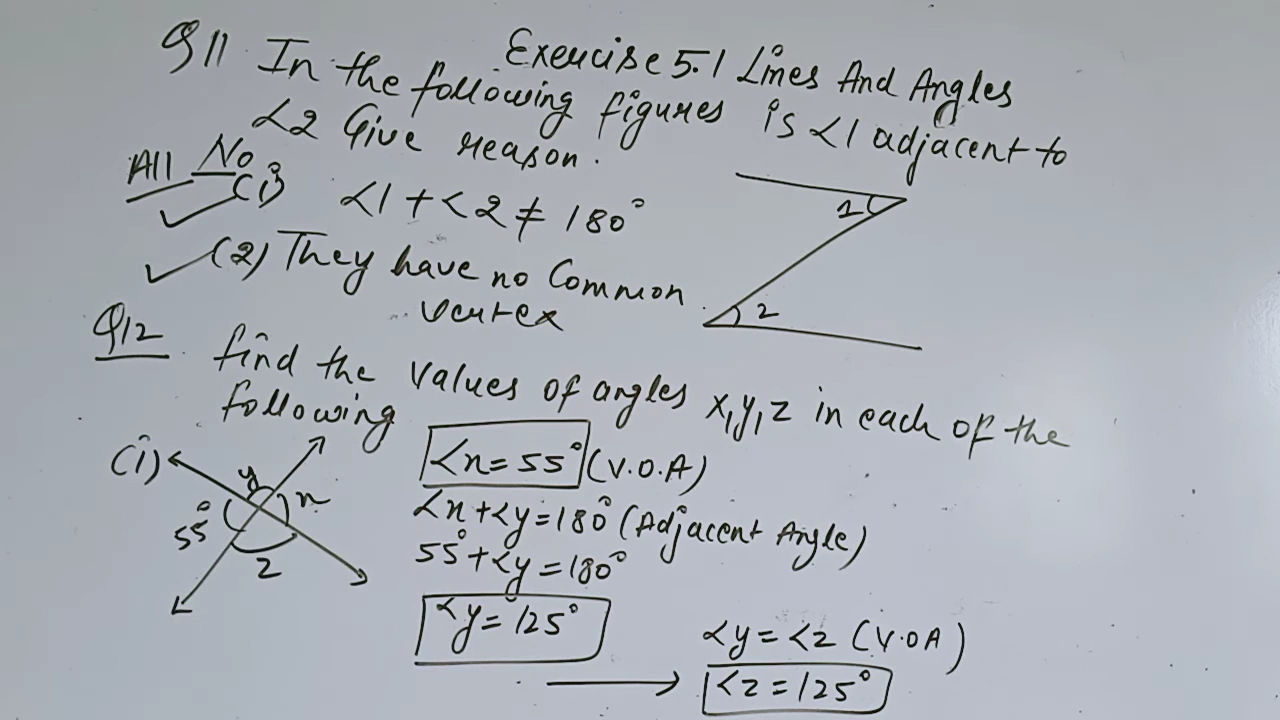 Exercise 5.1 Lines And Angles
Q11 In the following figures is <1 adjacent to
<2 Give reason.
All No
(i) <1 + <2 ≠ 180°
(2) They have no Common
vertex
1
2
Q12 find the values of angles x, y, z in each of the
following
(i)
y
x
55°
z
<x = 55° (V.O.A)
<x + <y = 180° (Adjacent Angle)
55° + <y = 180°
<y = 125°
<y = <z (V.O.A)
<z = 125°